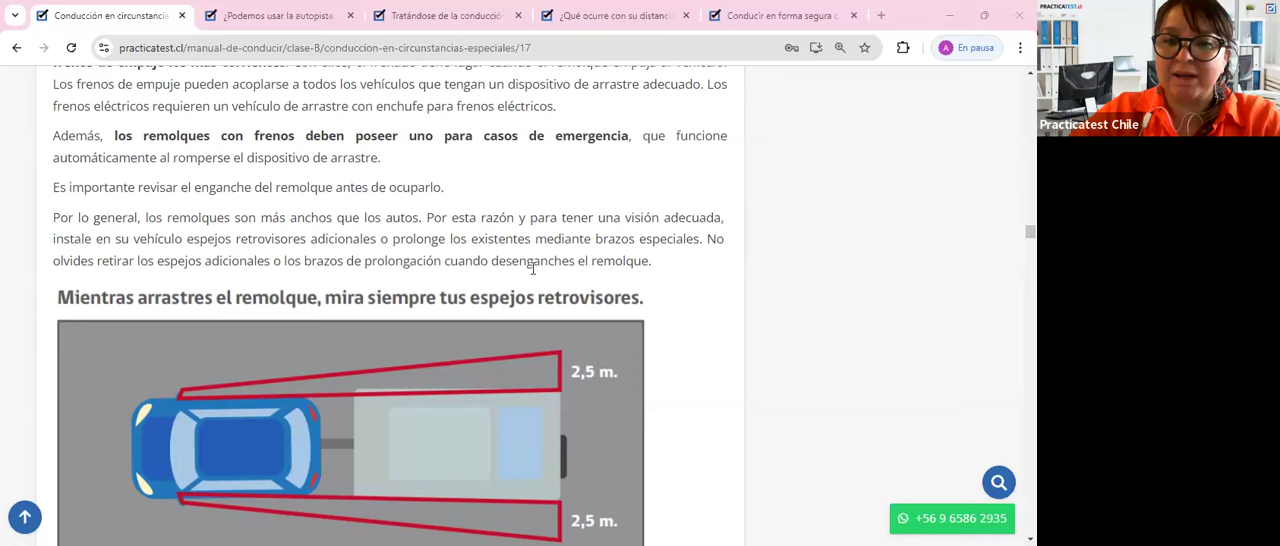 Conducción en circunstancias
¿Podemos usar la autopista
Tratándose de la conducción
¿Qué ocurre con su distanci
Conducir en forma segura d
practicatest.cl/manual-de-conducir/clase-B/conduccion-en-circunstancias-especiales/17
A En pausa
PRACTICATEST.cl
Practicatest Chile
Los frenos de empuje pueden acoplarse a todos los vehículos que tengan un dispositivo de arrastre adecuado. Los
frenos eléctricos requieren un vehículo de arrastre con enchufe para frenos eléctricos.
Además, los remolques con frenos deben poseer uno para casos de emergencia, que funcione
automáticamente al romperse el dispositivo de arrastre.
Es importante revisar el enganche del remolque antes de ocuparlo.
Por lo general, los remolques son más anchos que los autos. Por esta razón y para tener una visión adecuada,
instale en su vehículo espejos retrovisores adicionales o prolonge los existentes mediante brazos especiales. No
olvides retirar los espejos adicionales o los brazos de prolongación cuando desenganches el remolque.
Mientras arrastres el remolque, mira siempre tus espejos retrovisores.
2,5 m.
2,5 m.
+56 9 6586 2935